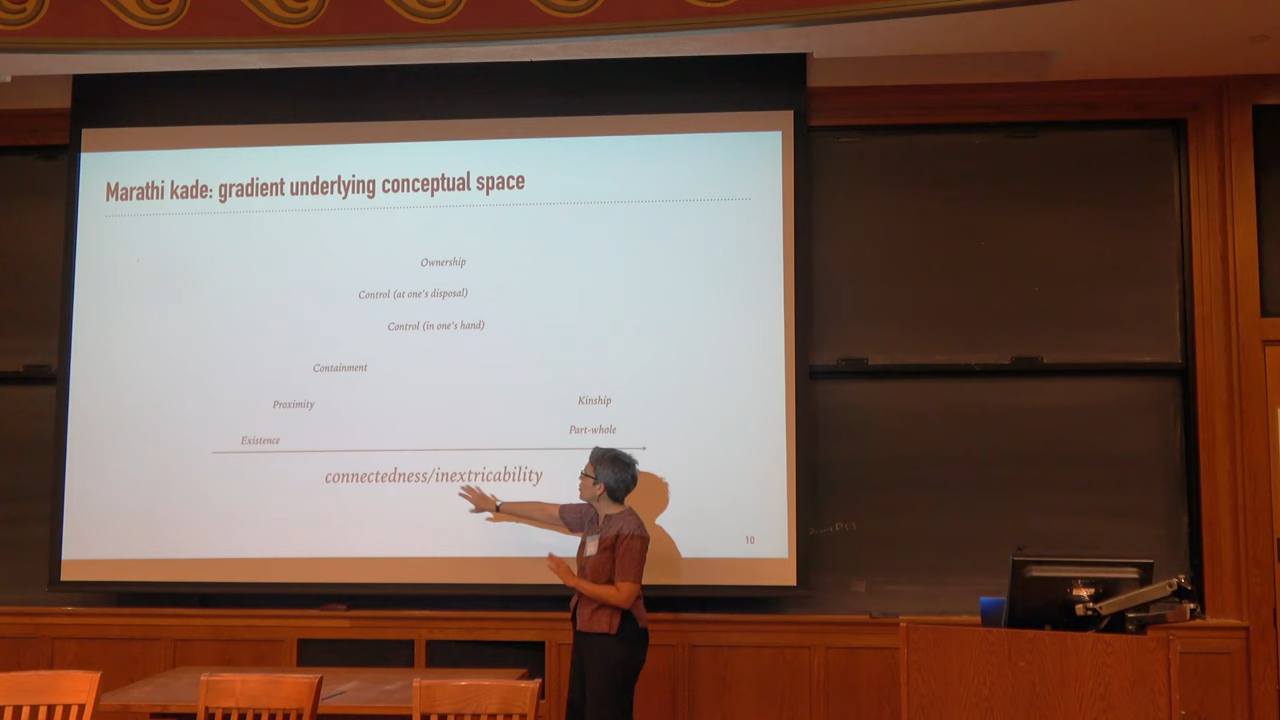 Marathi kade: gradient underlying conceptual space
Ownership
Control (at one's disposal)
Control (in one's hand)
Containment
Proximity
Kinship
Existence
Part-whole
connectedness/inextricability
10